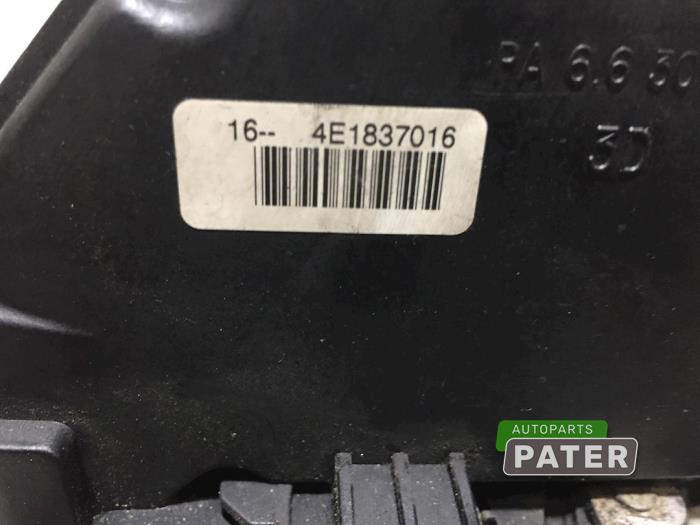 PA 6.6 30
16-- 4E1837016
3D
AUTOPARTS
PATER